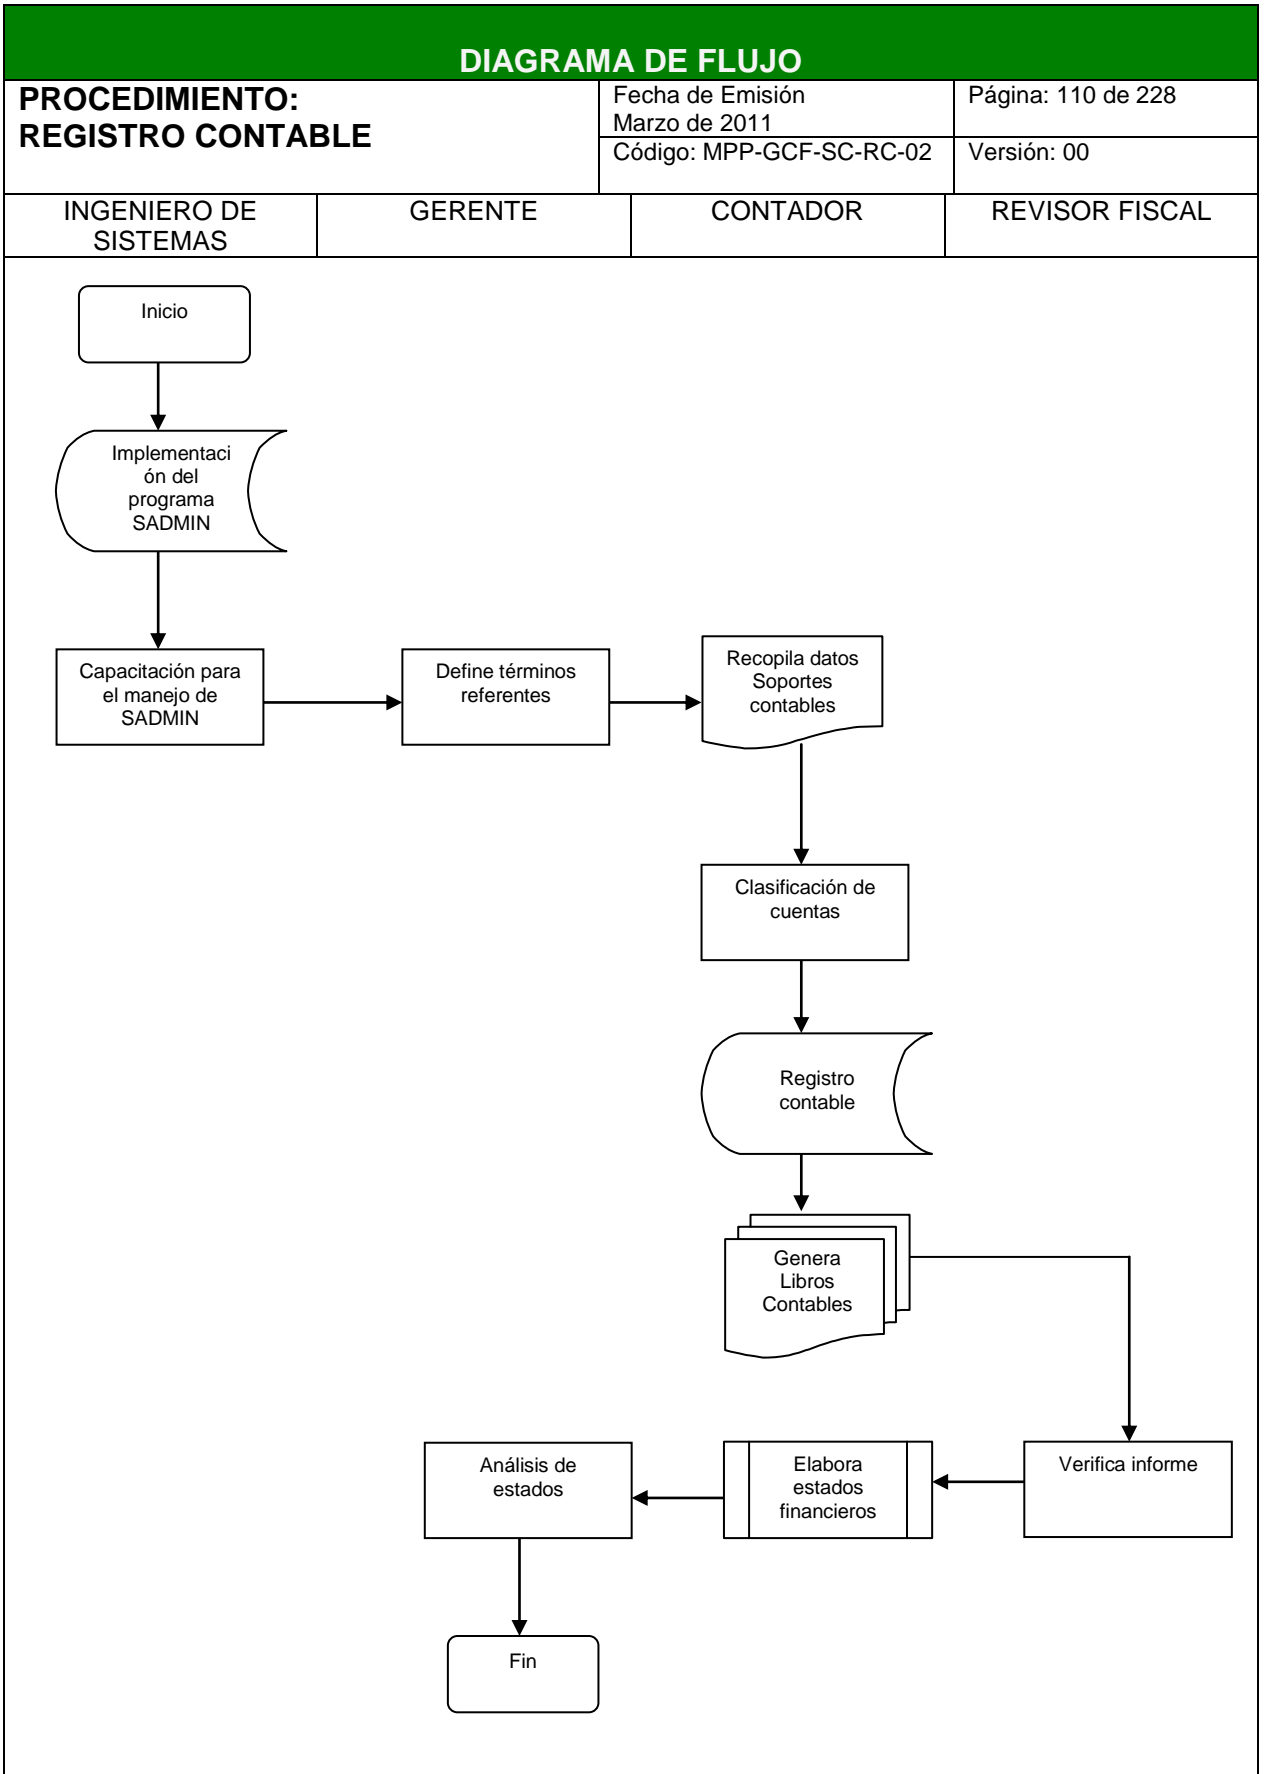 DIAGRAMA DE FLUJO
PROCEDIMIENTO:
REGISTRO CONTABLE
Fecha de Emisión
Marzo de 2011
Página: 110 de 228
Código: MPP-GCF-SC-RC-02
Versión: 00
INGENIERO DE
SISTEMAS
GERENTE
CONTADOR
REVISOR FISCAL
Inicio
Implementaci
ón del
programa
SADMIN
Capacitación para
el manejo de
SADMIN
Define términos
referentes
Recopila datos
Soportes
contables
Clasificación de
cuentas
Registro
contable
Genera
Libros
Contables
Verifica informe
Elabora
estados
financieros
Análisis de
estados
Fin